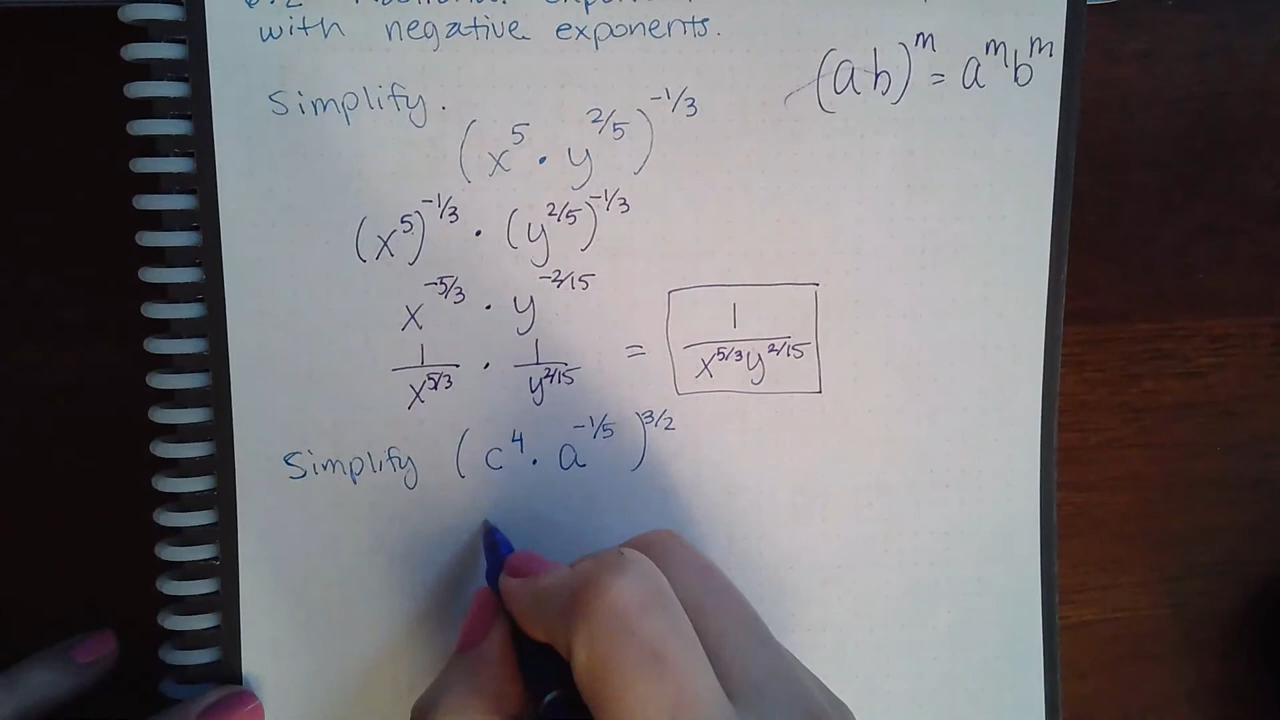 with negative exponents.
(ab)^m = a^m b^m
Simplify.
(x^5 · y^{2/5})^{-1/3}
(x^5)^{-1/3} · (y^{2/5})^{-1/3}
x^{-5/3} · y^{-2/15}
1/x^{5/3} · 1/y^{2/15} = 1/(x^{5/3} y^{2/15})
Simplify (c^4 · a^{-1/5})^{3/2}